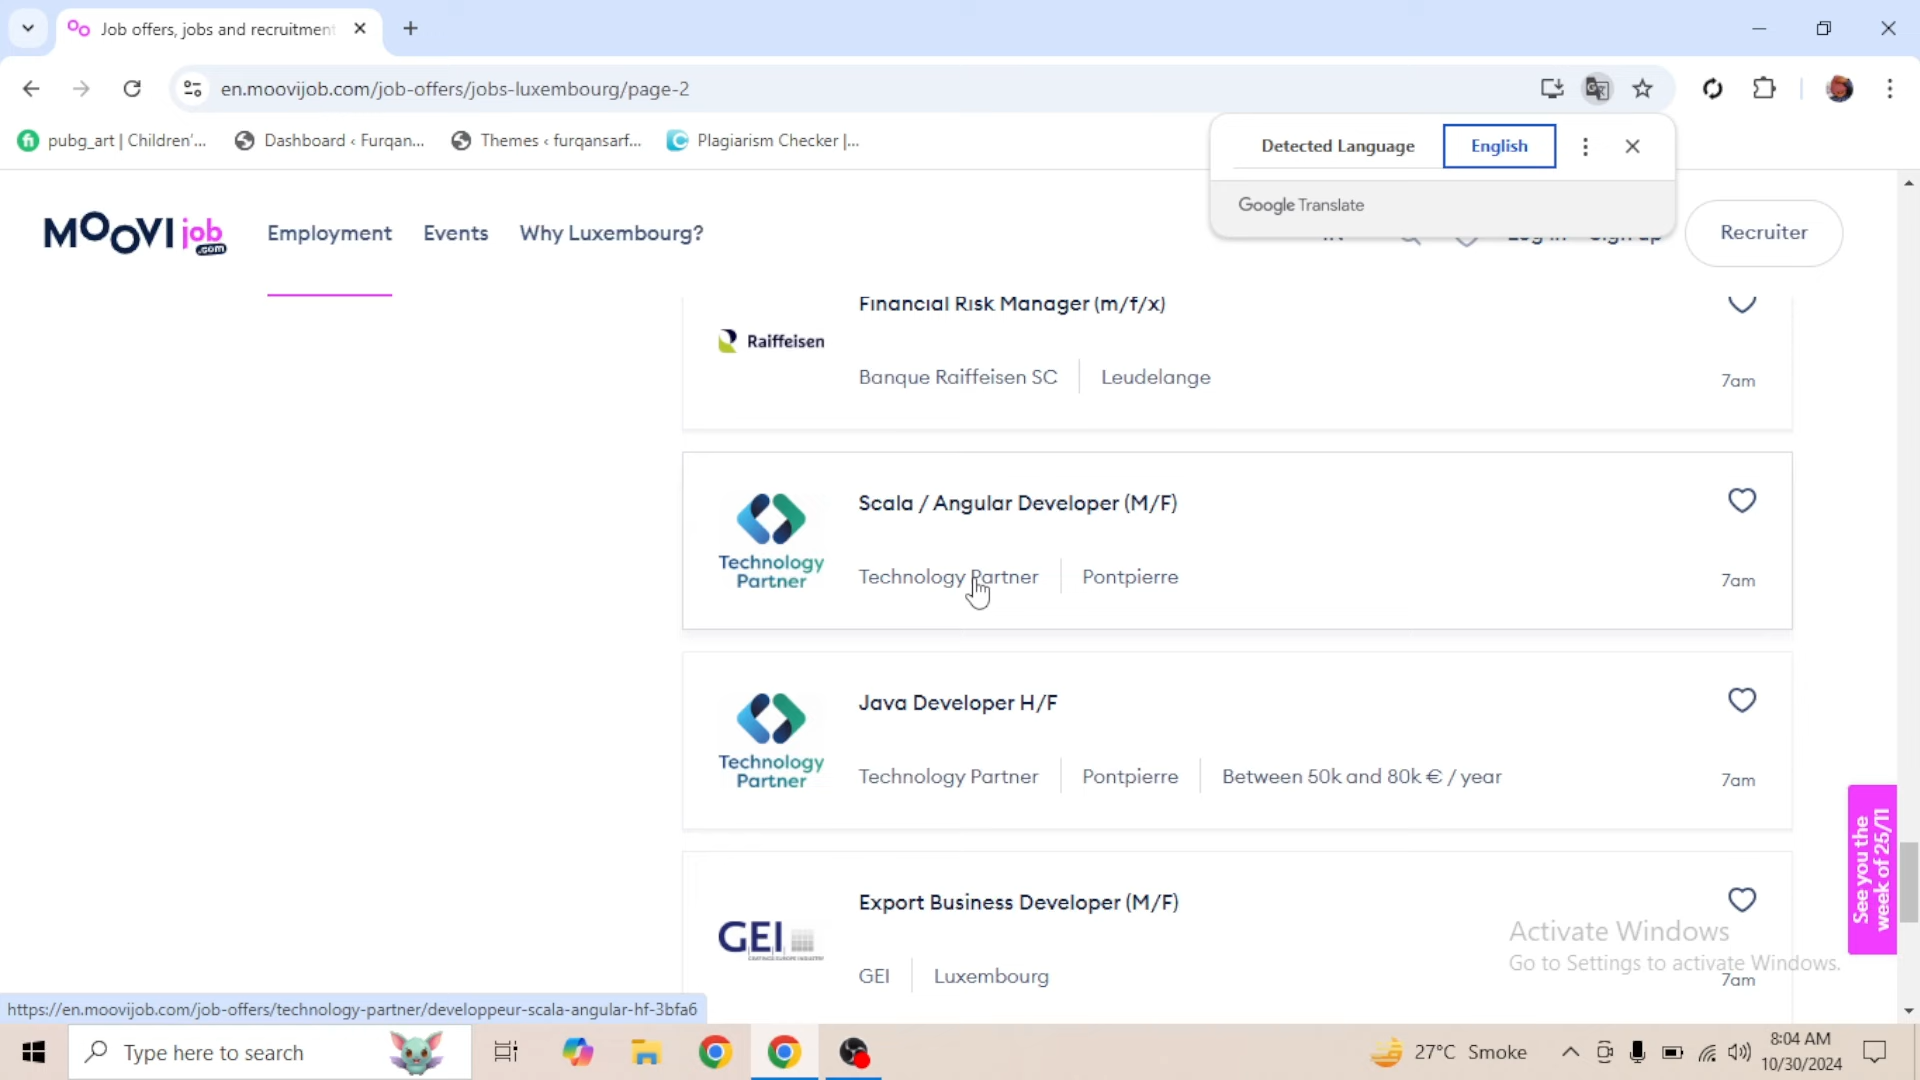 Job offers, jobs and recruitment
en.moovijob.com/job-offers/jobs-luxembourg/page-2
pubg_art | Children'... Dashboard ‹ Furqan... Themes ‹ furqansarf... Plagiarism Checker |...
Detected Language English
Google Translate
MOOVI job .com Employment Events Why Luxembourg? Recruiter
Financial Risk Manager (m/f/x)
Raiffeisen
Banque Raiffeisen SC Leudelange 7am
Scala / Angular Developer (M/F)
Technology Partner
Technology Partner Pontpierre 7am
Java Developer H/F
Technology Partner
Technology Partner Pontpierre Between 50k and 80k € / year 7am
See you the
week of 25/11
Export Business Developer (M/F)
GEI
GEI Luxembourg 7am
Activate Windows
Go to Settings to activate Windows.
https://en.moovijob.com/job-offers/technology-partner/developpeur-scala-angular-hf-3bfa6
Type here to search 27°C Smoke 8:04 AM
10/30/2024